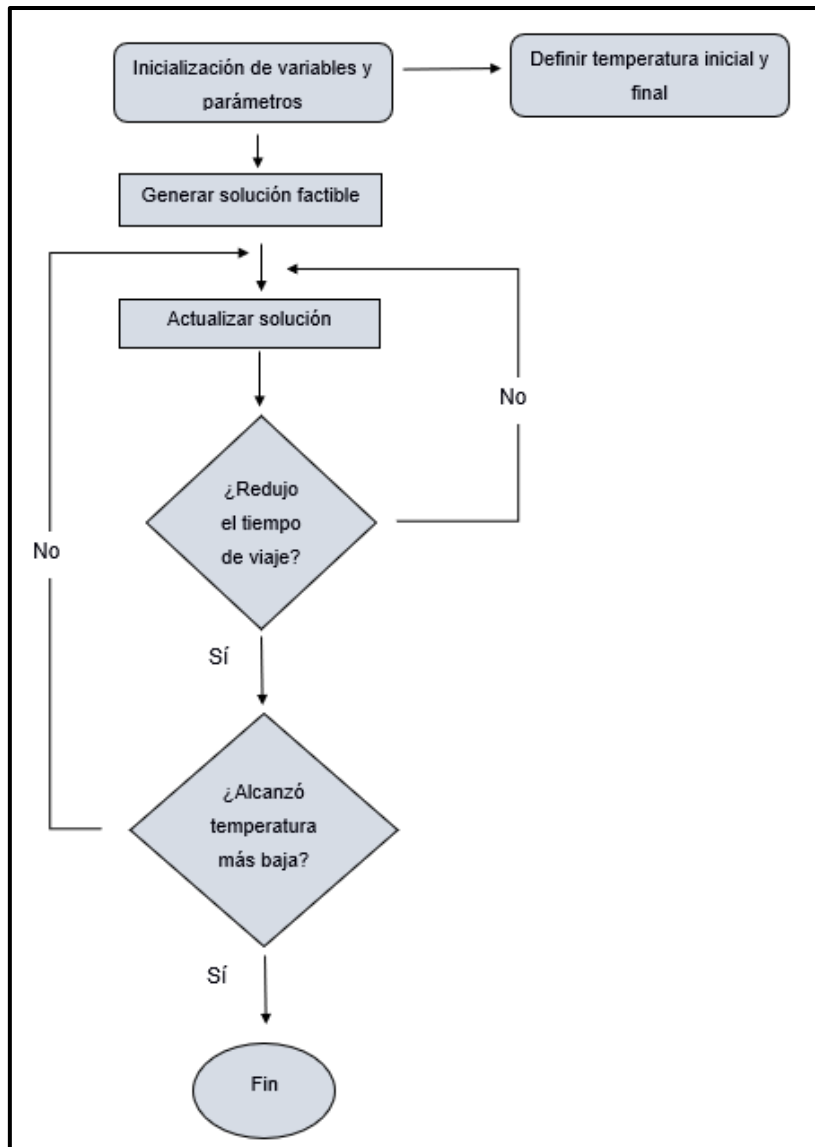 Inicialización de variables y
parámetros
Definir temperatura inicial y
final
Generar solución factible
Actualizar solución
¿Redujo
el tiempo
de viaje?
No
No
Sí
¿Alcanzó
temperatura
más baja?
Sí
Fin